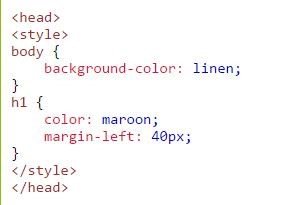 <head>
<style>
body {
    background-color: linen;
}
h1 {
    color: maroon;
    margin-left: 40px;
}
</style>
</head>